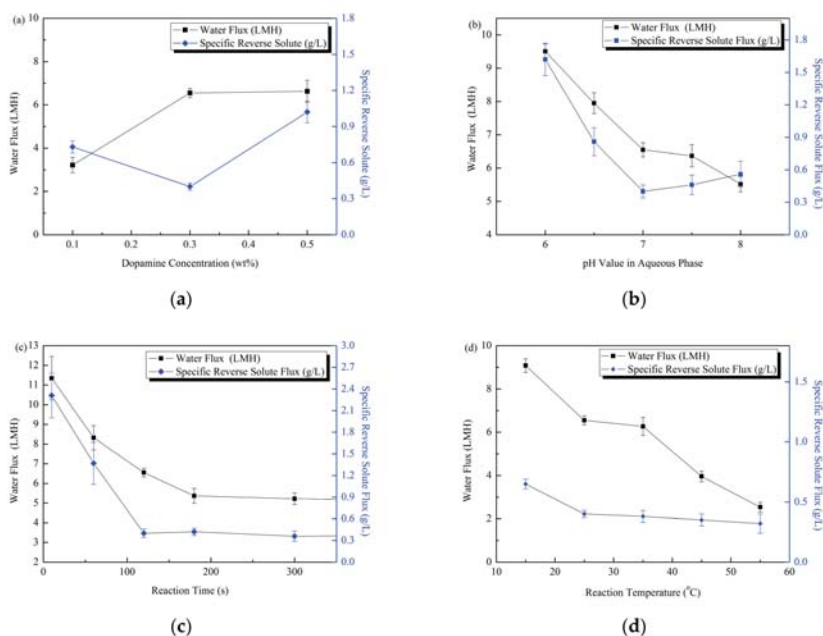 (a)
Water Flux (LMH)
Specific Reverse Solute (g/L)
10
8
6
4
2
0
Water Flux (LMH)
1.8
1.5
1.2
0.9
0.6
0.3
0.0
Specific Reverse Solute (g/L)
0.1 0.2 0.3 0.4 0.5
Dopamine Concentration (wt%)
(a)
(b)
Water Flux (LMH)
Specific Reverse Solute Flux (g/L)
10
9
8
7
6
5
4
Water Flux (LMH)
1.8
1.5
1.2
0.9
0.6
0.3
0.0
Specific Reverse Solute Flux (g/L)
6 7 8
pH Value in Aqueous Phase
(b)
(c)
Water Flux (LMH)
Specific Reverse Solute Flux (g/L)
13
12
11
10
9
8
7
6
5
4
3
2
Water Flux (LMH)
3.0
2.7
2.4
2.1
1.8
1.5
1.2
0.9
0.6
0.3
0.0
Specific Reverse Solute Flux (g/L)
0 100 200 300
Reaction Time (s)
(c)
(d)
Water Flux (LMH)
Specific Reverse Solute Flux (g/L)
10
8
6
4
2
0
Water Flux (LMH)
1.5
1.0
0.5
0.0
Specific Reverse Solute Flux (g/L)
10 20 30 40 50 60
Reaction Temperature (°C)
(d)